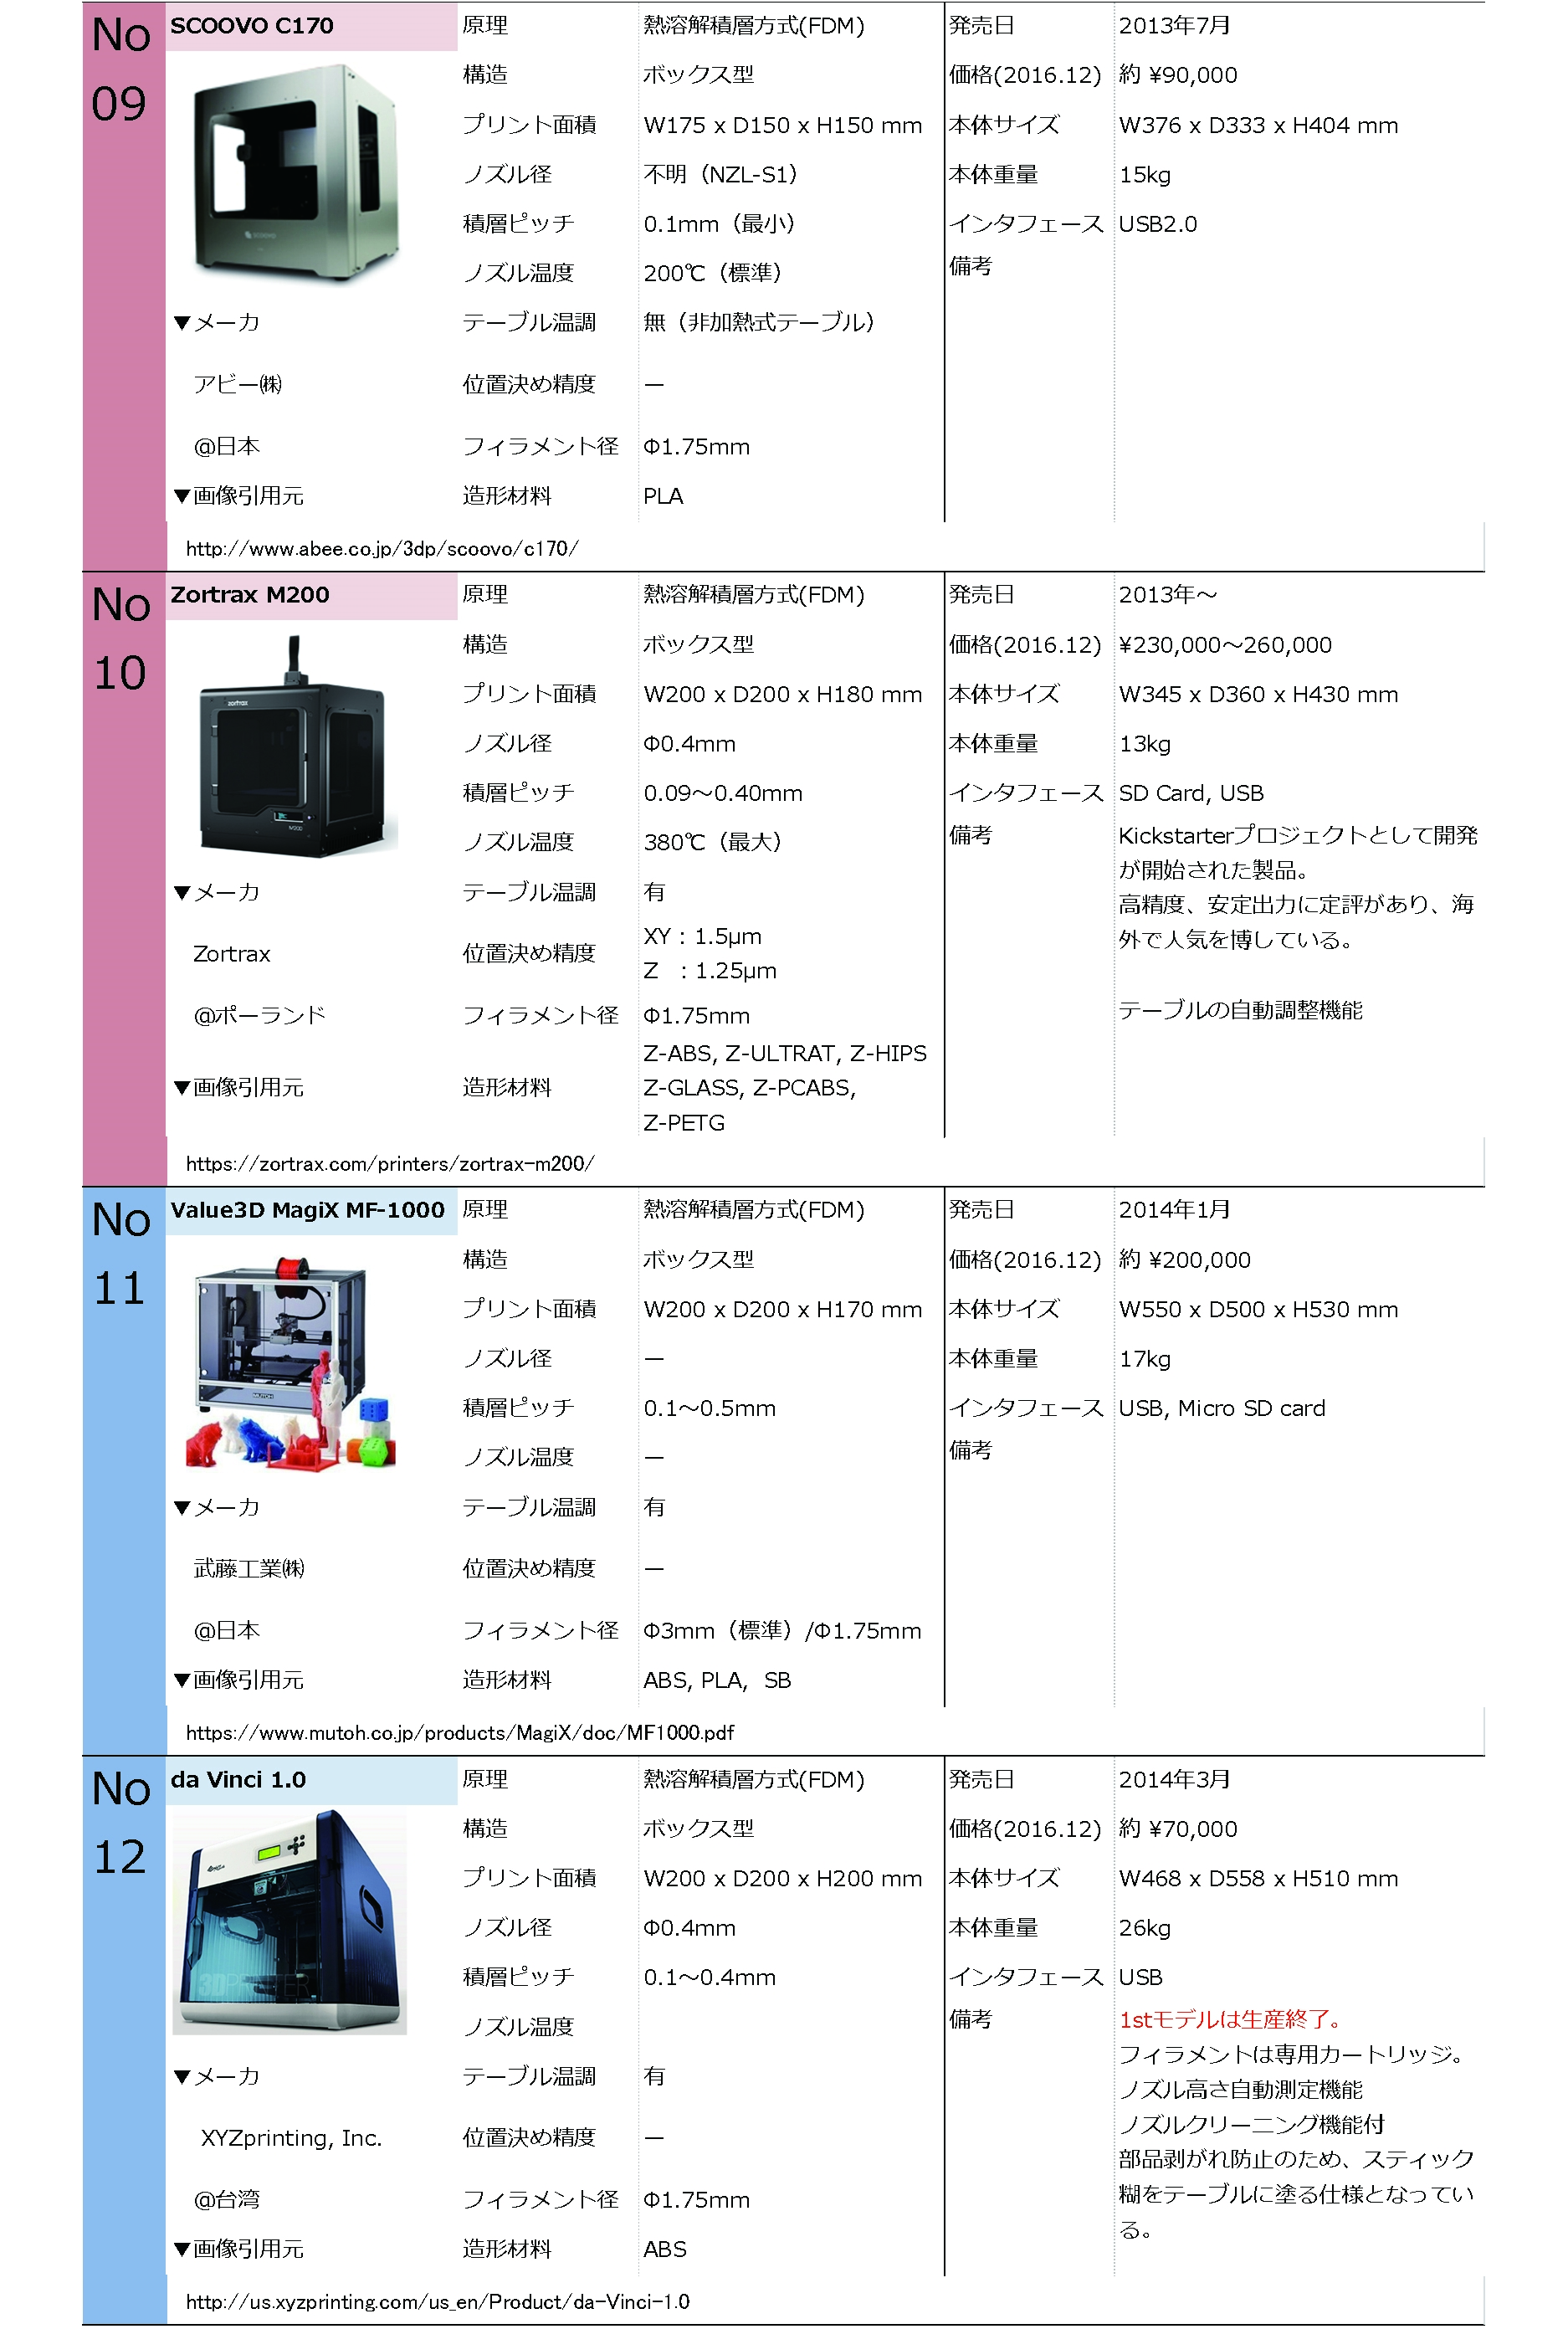 No 09
SCOOVO C170
原理 熱溶解積層方式(FDM) 発売日 2013年7月
構造 ボックス型 価格(2016.12) 約 ¥90,000
プリント面積 W175 x D150 x H150 mm 本体サイズ W376 x D333 x H404 mm
ノズル径 不明（NZL-S1） 本体重量 15kg
積層ピッチ 0.1mm（最小） インタフェース USB2.0
ノズル温度 200℃（標準） 備考
▼メーカ テーブル温調 無（非加熱式テーブル）
アビー㈱ 位置決め精度 —
@日本 フィラメント径 Φ1.75mm
▼画像引用元 造形材料 PLA
http://www.abee.co.jp/3dp/scoovo/c170/
No 10
Zortrax M200
原理 熱溶解積層方式(FDM) 発売日 2013年～
構造 ボックス型 価格(2016.12) ¥230,000～260,000
プリント面積 W200 x D200 x H180 mm 本体サイズ W345 x D360 x H430 mm
zortrax
ノズル径 Φ0.4mm 本体重量 13kg
積層ピッチ 0.09～0.40mm インタフェース SD Card, USB
M200
ノズル温度 380℃（最大） 備考 Kickstarterプロジェクトとして開発
が開始された製品。
高精度、安定出力に定評があり、海
外で人気を博している。
テーブルの自動調整機能
▼メーカ テーブル温調 有
Zortrax 位置決め精度 XY：1.5μm
Z ：1.25μm
@ポーランド フィラメント径 Φ1.75mm
▼画像引用元 造形材料 Z-ABS, Z-ULTRAT, Z-HIPS
Z-GLASS, Z-PCABS,
Z-PETG
https://zortrax.com/printers/zortrax-m200/
No 11
Value3D MagiX MF-1000
原理 熱溶解積層方式(FDM) 発売日 2014年1月
構造 ボックス型 価格(2016.12) 約 ¥200,000
プリント面積 W200 x D200 x H170 mm 本体サイズ W550 x D500 x H530 mm
ノズル径 — 本体重量 17kg
MUTOH
積層ピッチ 0.1～0.5mm インタフェース USB, Micro SD card
ノズル温度 — 備考
▼メーカ テーブル温調 有
武藤工業㈱ 位置決め精度 —
@日本 フィラメント径 Φ3mm（標準）/Φ1.75mm
▼画像引用元 造形材料 ABS, PLA, SB
https://www.mutoh.co.jp/products/MagiX/doc/MF1000.pdf
No 12
da Vinci 1.0
原理 熱溶解積層方式(FDM) 発売日 2014年3月
構造 ボックス型 価格(2016.12) 約 ¥70,000
プリント面積 W200 x D200 x H200 mm 本体サイズ W468 x D558 x H510 mm
ノズル径 Φ0.4mm 本体重量 26kg
積層ピッチ 0.1～0.4mm インタフェース USB
3DPRINTER
ノズル温度 備考 1stモデルは生産終了。
フィラメントは専用カートリッジ。
ノズル高さ自動測定機能
ノズルクリーニング機能付
部品剥がれ防止のため、スティック
糊をテーブルに塗る仕様となってい
る。
▼メーカ テーブル温調 有
XYZprinting, Inc. 位置決め精度 —
@台湾 フィラメント径 Φ1.75mm
▼画像引用元 造形材料 ABS
http://us.xyzprinting.com/us_en/Product/da-Vinci-1.0